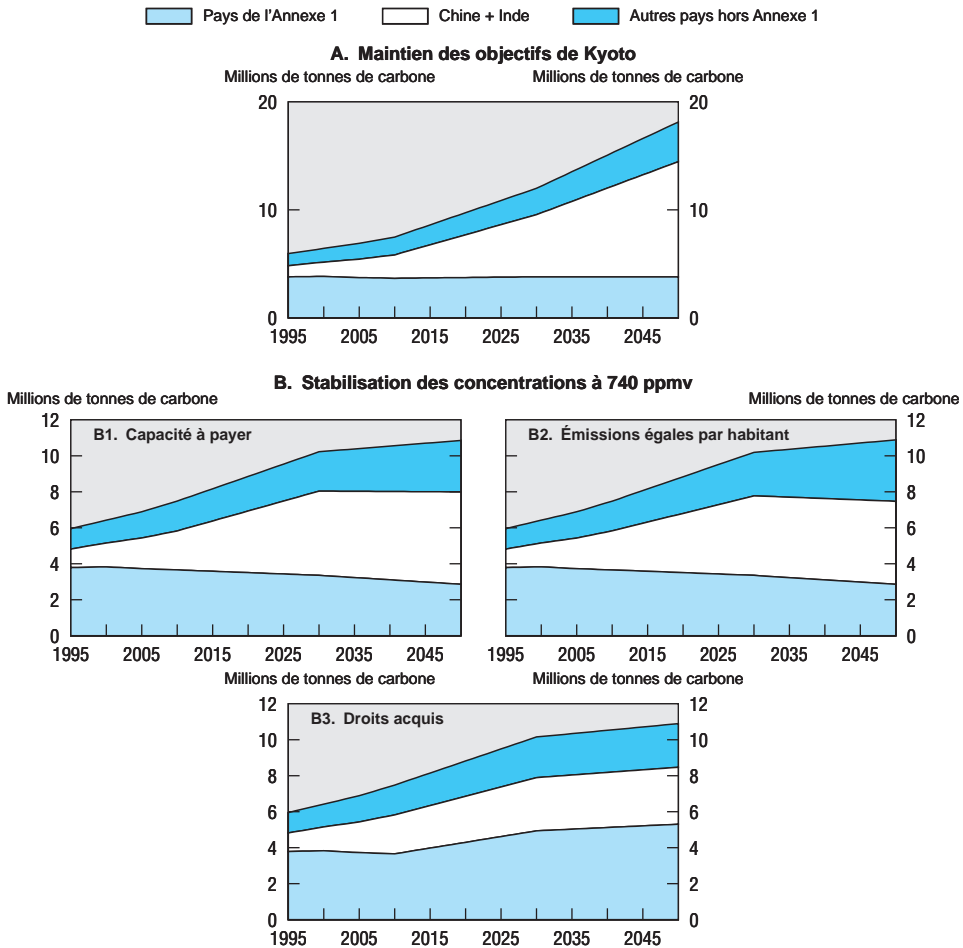 Pays de l'Annexe 1 Chine + Inde Autres pays hors Annexe 1
A. Maintien des objectifs de Kyoto
Millions de tonnes de carbone Millions de tonnes de carbone
20 20
10 10
0 0
1995 2005 2015 2025 2035 2045
B. Stabilisation des concentrations à 740 ppmv
Millions de tonnes de carbone Millions de tonnes de carbone
12 B1. Capacité à payer B2. Émissions égales par habitant 12
10 10
8 8
6 6
4 4
2 2
0 0
1995 2005 2015 2025 2035 2045 1995 2005 2015 2025 2035 2045
Millions de tonnes de carbone Millions de tonnes de carbone
12 B3. Droits acquis 12
10 10
8 8
6 6
4 4
2 2
0 0
1995 2005 2015 2025 2035 2045